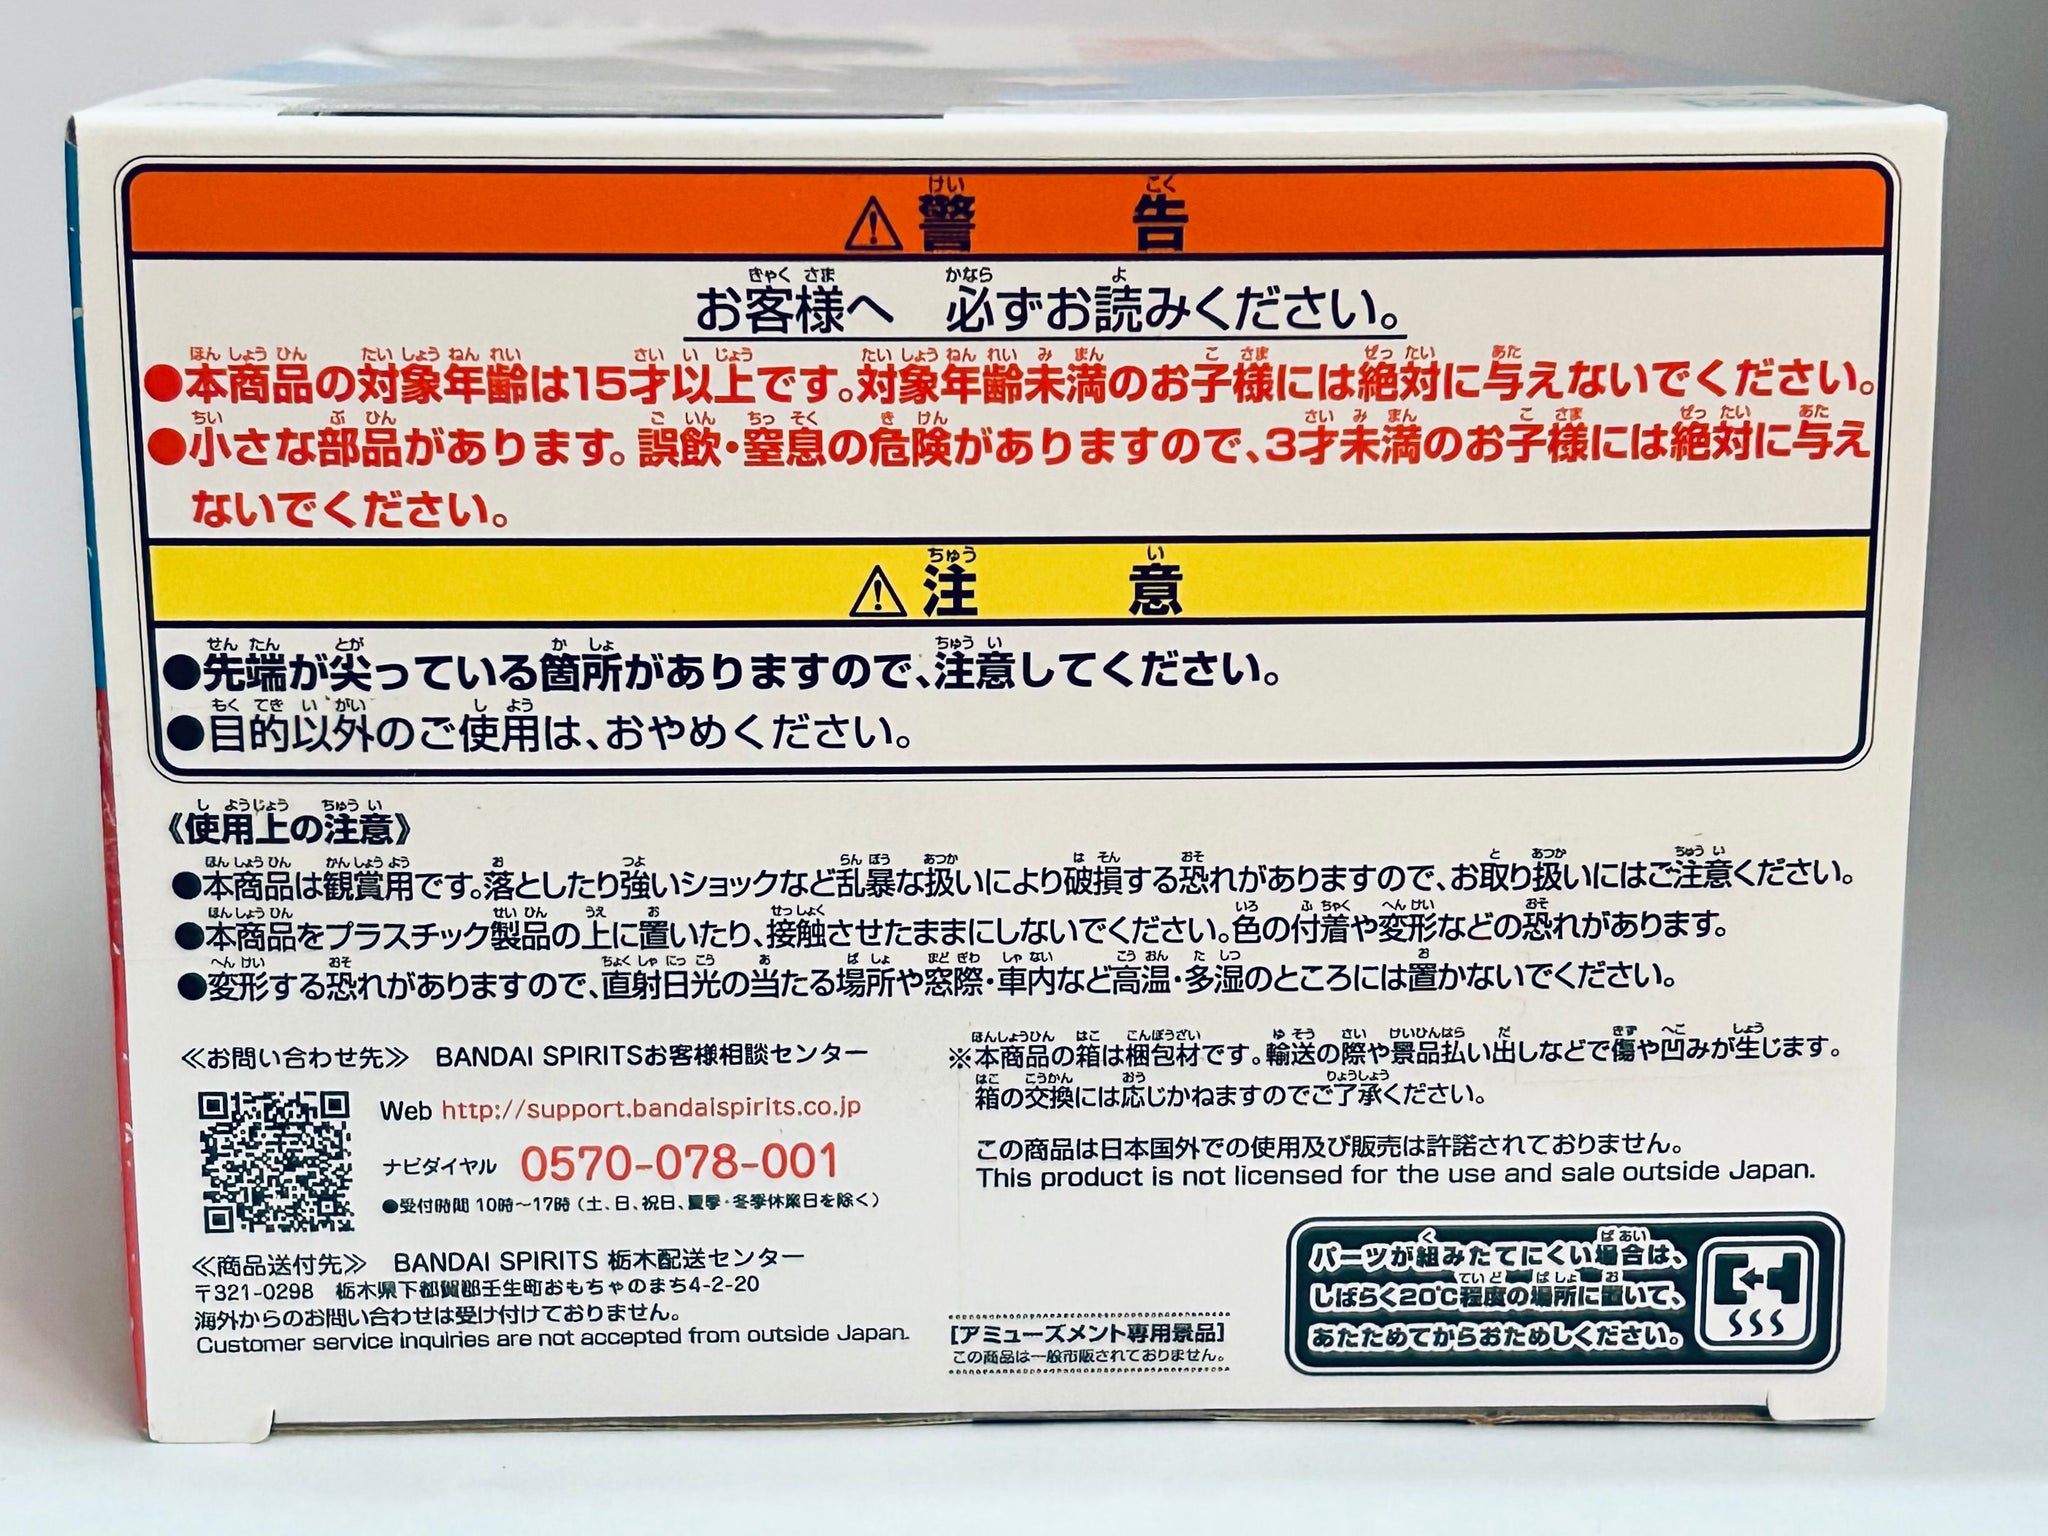 ⚠警告
お客様へ 必ずお読みください。
●本商品の対象年齢は15才以上です。対象年齢未満のお子様には絶対に与えないでください。
●小さな部品があります。誤飲・窒息の危険がありますので、3才未満のお子様には絶対に与え
ないでください。
⚠注意
●先端が尖っている箇所がありますので、注意してください。
●目的以外のご使用は、おやめください。
《使用上の注意》
●本商品は観賞用です。落としたり強いショックなど乱暴な扱いにより破損する恐れがありますので、お取り扱いにはご注意ください。
●本商品をプラスチック製品の上に置いたり、接触させたままにしないでください。色の付着や変形などの恐れがあります。
●変形する恐れがありますので、直射日光の当たる場所や窓際・車内など高温・多湿のところには置かないでください。
≪お問い合わせ先≫ BANDAI SPIRITSお客様相談センター
Web http://support.bandaispirits.co.jp
ナビダイヤル 0570-078-001
●受付時間 10時〜17時(土、日、祝日、夏季・冬季休業日を除く)
≪商品送付先≫ BANDAI SPIRITS 栃木配送センター
〒321-0298 栃木県下都賀郡壬生町おもちゃのまち4-2-20
海外からのお問い合わせは受け付けておりません。
Customer service inquiries are not accepted from outside Japan.
※本商品の箱は梱包材です。輸送の際や景品払い出しなどで傷や凹みが生じます。
箱の交換には応じかねますのでご了承ください。
この商品は日本国外での使用及び販売は許諾されておりません。
This product is not licensed for the use and sale outside Japan.
[アミューズメント専用景品]
この商品は一般市販されておりません。
パーツが組みたてにくい場合は、
しばらく20℃程度の場所に置いて、
あたためてからおためしください。